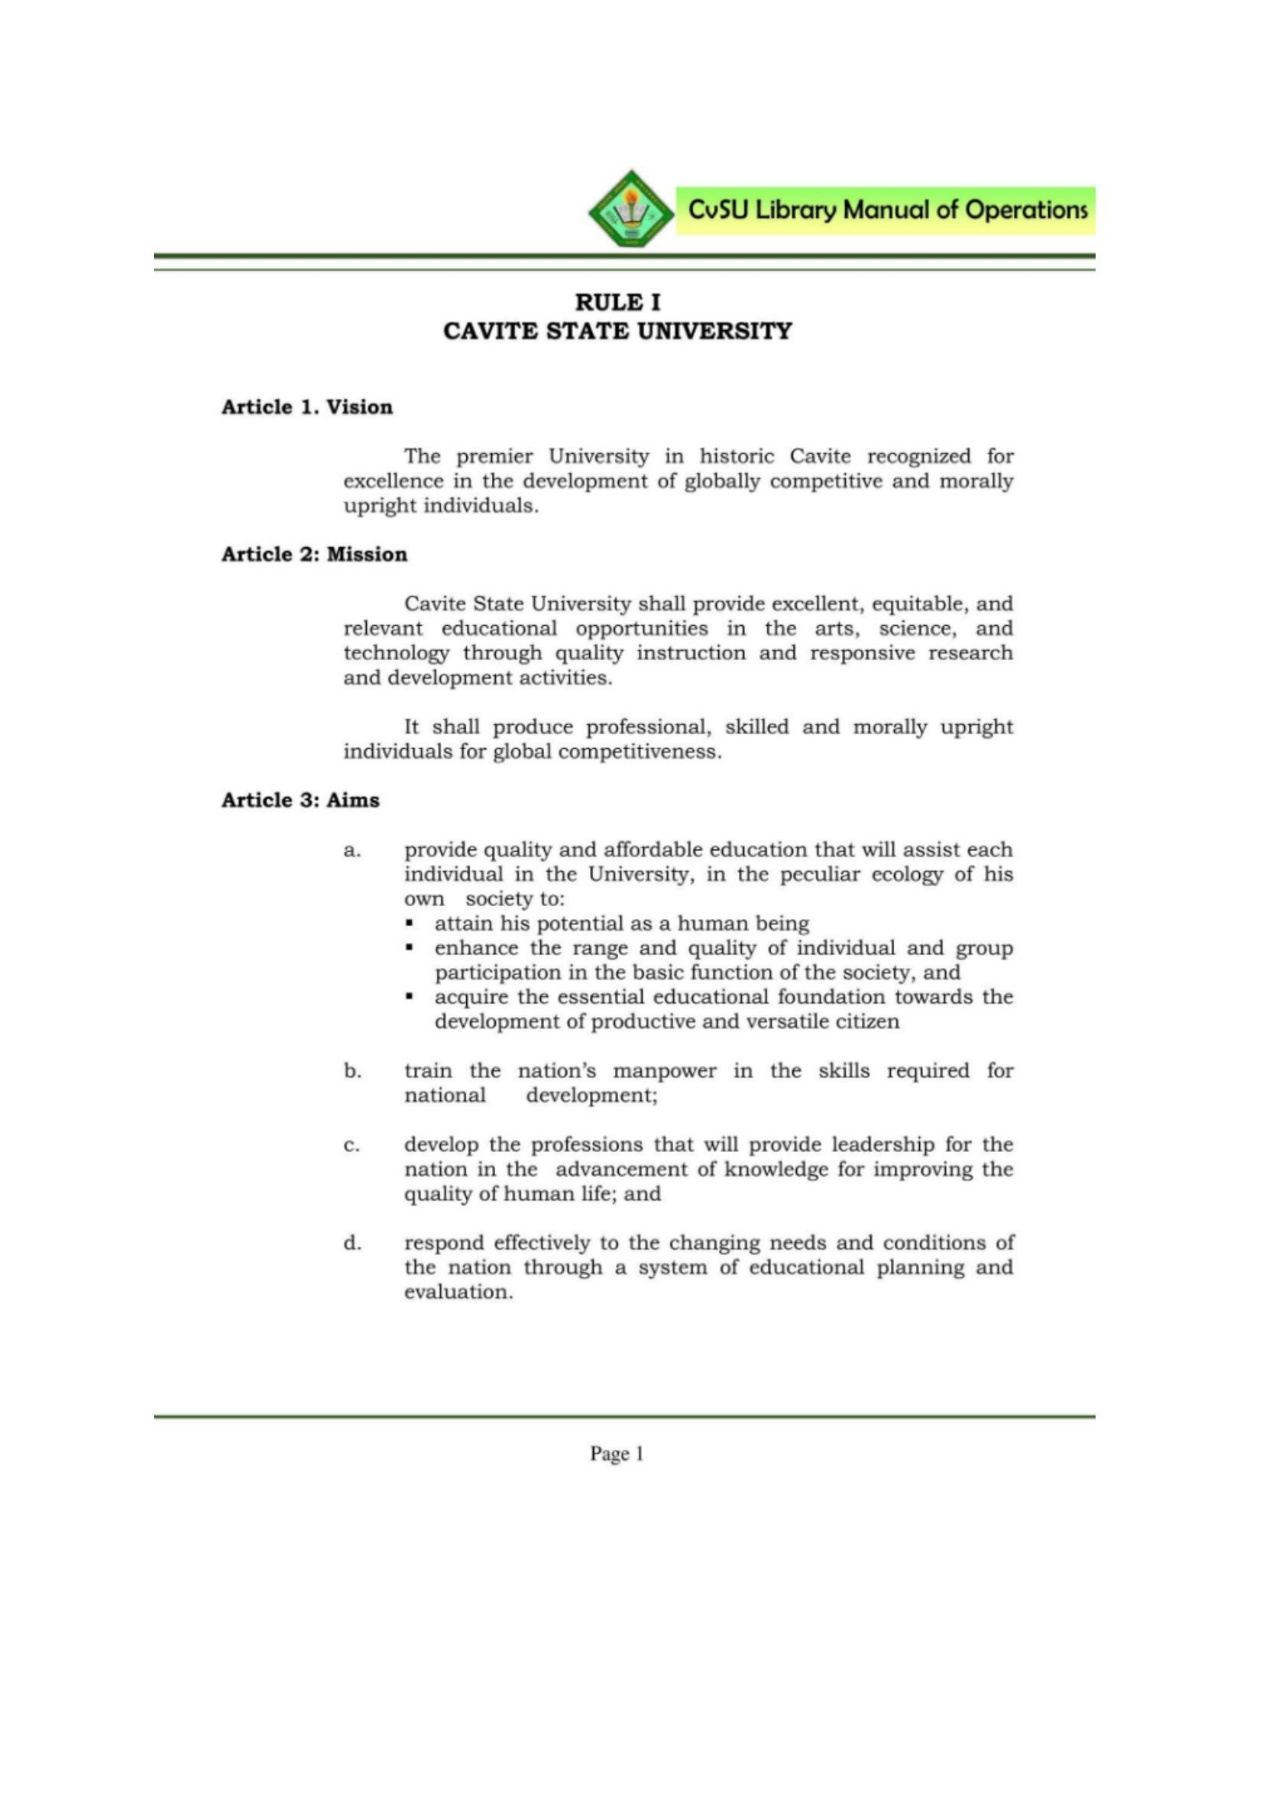 CvSU Library Manual of Operations
RULE I
CAVITE STATE UNIVERSITY
Article 1. Vision
The premier University in historic Cavite recognized for
excellence in the development of globally competitive and morally
upright individuals.
Article 2: Mission
Cavite State University shall provide excellent, equitable, and
relevant educational opportunities in the arts, science, and
technology through quality instruction and responsive research
and development activities.
It shall produce professional, skilled and morally upright
individuals for global competitiveness.
Article 3: Aims
a. provide quality and affordable education that will assist each
individual in the University, in the peculiar ecology of his
own society to:
▪ attain his potential as a human being
▪ enhance the range and quality of individual and group
participation in the basic function of the society, and
▪ acquire the essential educational foundation towards the
development of productive and versatile citizen
b. train the nation’s manpower in the skills required for
national development;
c. develop the professions that will provide leadership for the
nation in the advancement of knowledge for improving the
quality of human life; and
d. respond effectively to the changing needs and conditions of
the nation through a system of educational planning and
evaluation.
Page 1